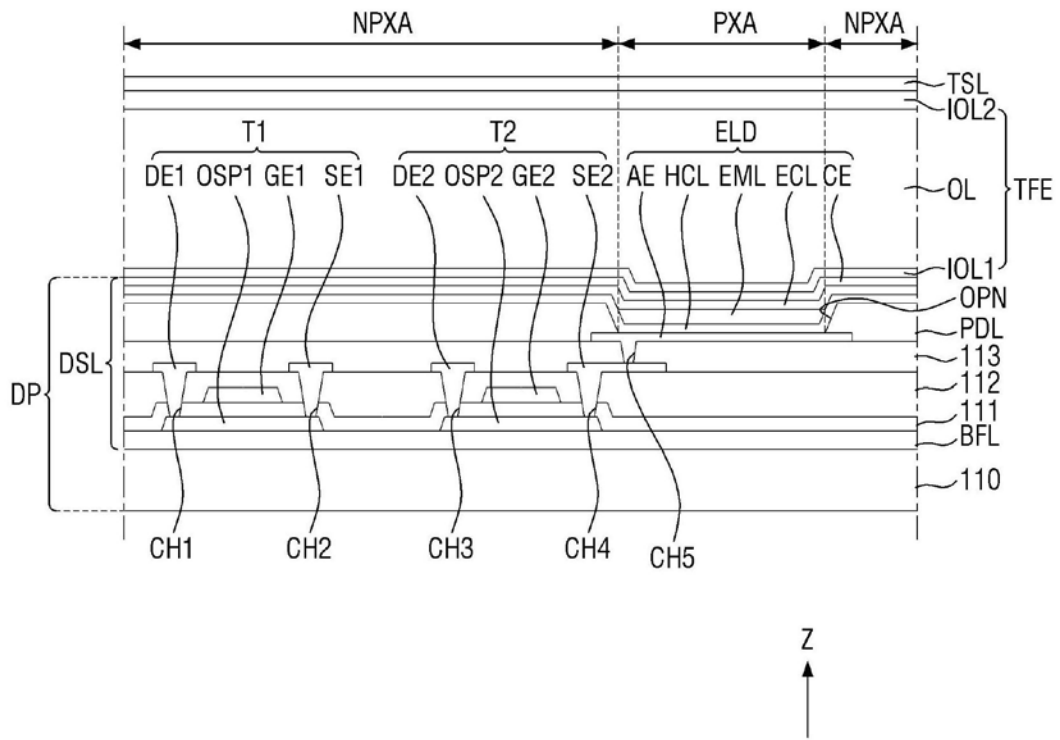 NPXA PXA NPXA
TSL
IOL2
T1 T2 ELD
DE1 OSP1 GE1 SE1 DE2 OSP2 GE2 SE2 AE HCL EML ECL CE
OL TFE
IOL1
OPN
PDL
DSL 113
DP 112
111
BFL
110
CH1 CH2 CH3 CH4 CH5
Z